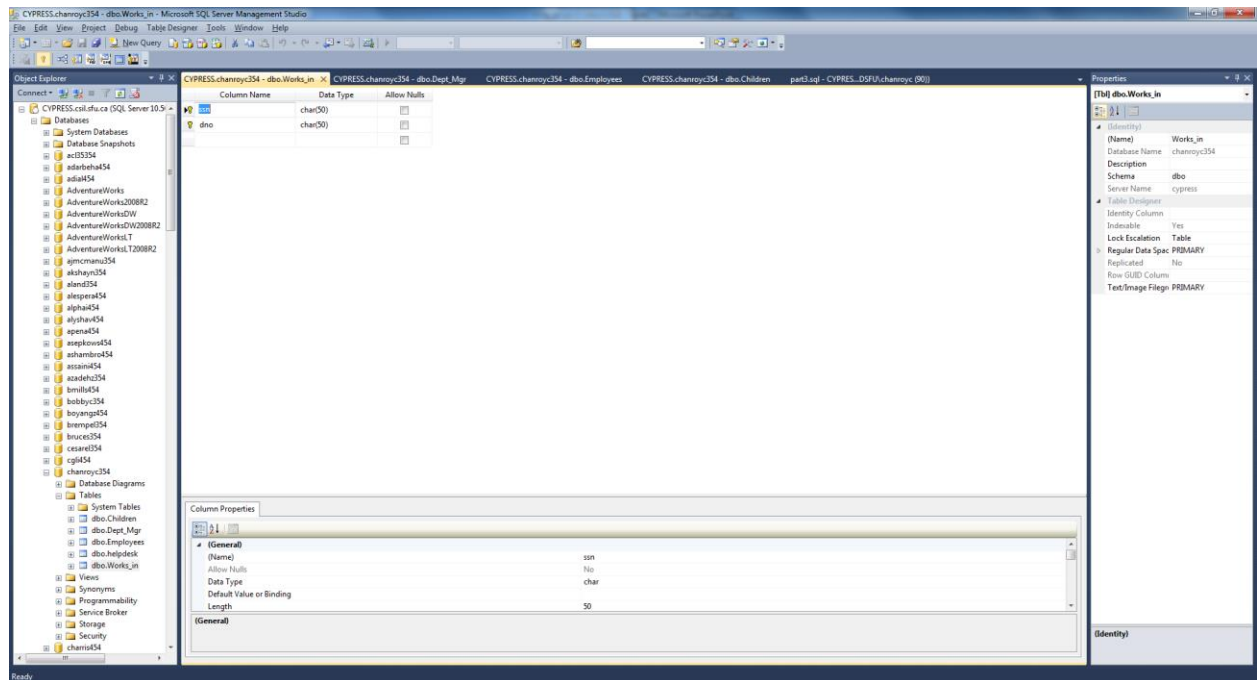 CYPRESS.chanroyc354 - dbo.Works_in - Microsoft SQL Server Management Studio
File Edit View Project Debug Table Designer Tools Window Help
New Query
Object Explorer
Connect
CYPRESS.csil.sfu.ca (SQL Server 10.5
Databases
System Databases
Database Snapshots
acl35354
adarbeha454
adial454
AdventureWorks
AdventureWorks2008R2
AdventureWorksDW
AdventureWorksDW2008R2
AdventureWorksLT
AdventureWorksLT2008R2
ajmcmanu354
akshayn354
aland354
alespera454
alphai454
alyshav454
apena454
asepkows454
ashambro454
assaini454
azadehz354
bmills454
bobbyc354
boyangz454
brempel354
bruces354
cesarel354
cgli454
chanroyc354
Database Diagrams
Tables
System Tables
dbo.Children
dbo.Dept_Mgr
dbo.Employees
dbo.helpdesk
dbo.Works_in
Views
Synonyms
Programmability
Service Broker
Storage
Security
charris454
CYPRESS.chanroyc354 - dbo.Works_in CYPRESS.chanroyc354 - dbo.Dept_Mgr CYPRESS.chanroyc354 - dbo.Employees CYPRESS.chanroyc354 - dbo.Children part3.sql - CYPRES...DSFU\chanroyc (90))
Column Name Data Type Allow Nulls
ssn char(50)
dno char(50)
Column Properties
(General)
(Name) ssn
Allow Nulls No
Data Type char
Default Value or Binding
Length 50
(General)
Properties
[Tbl] dbo.Works_in
(Identity)
(Name) Works_in
Database Name chanroyc354
Description
Schema dbo
Server Name cypress
Table Designer
Identity Column
Indexable Yes
Lock Escalation Table
Regular Data Spac PRIMARY
Replicated No
Row GUID Colum
Text/Image Filegr PRIMARY
(Identity)
Ready